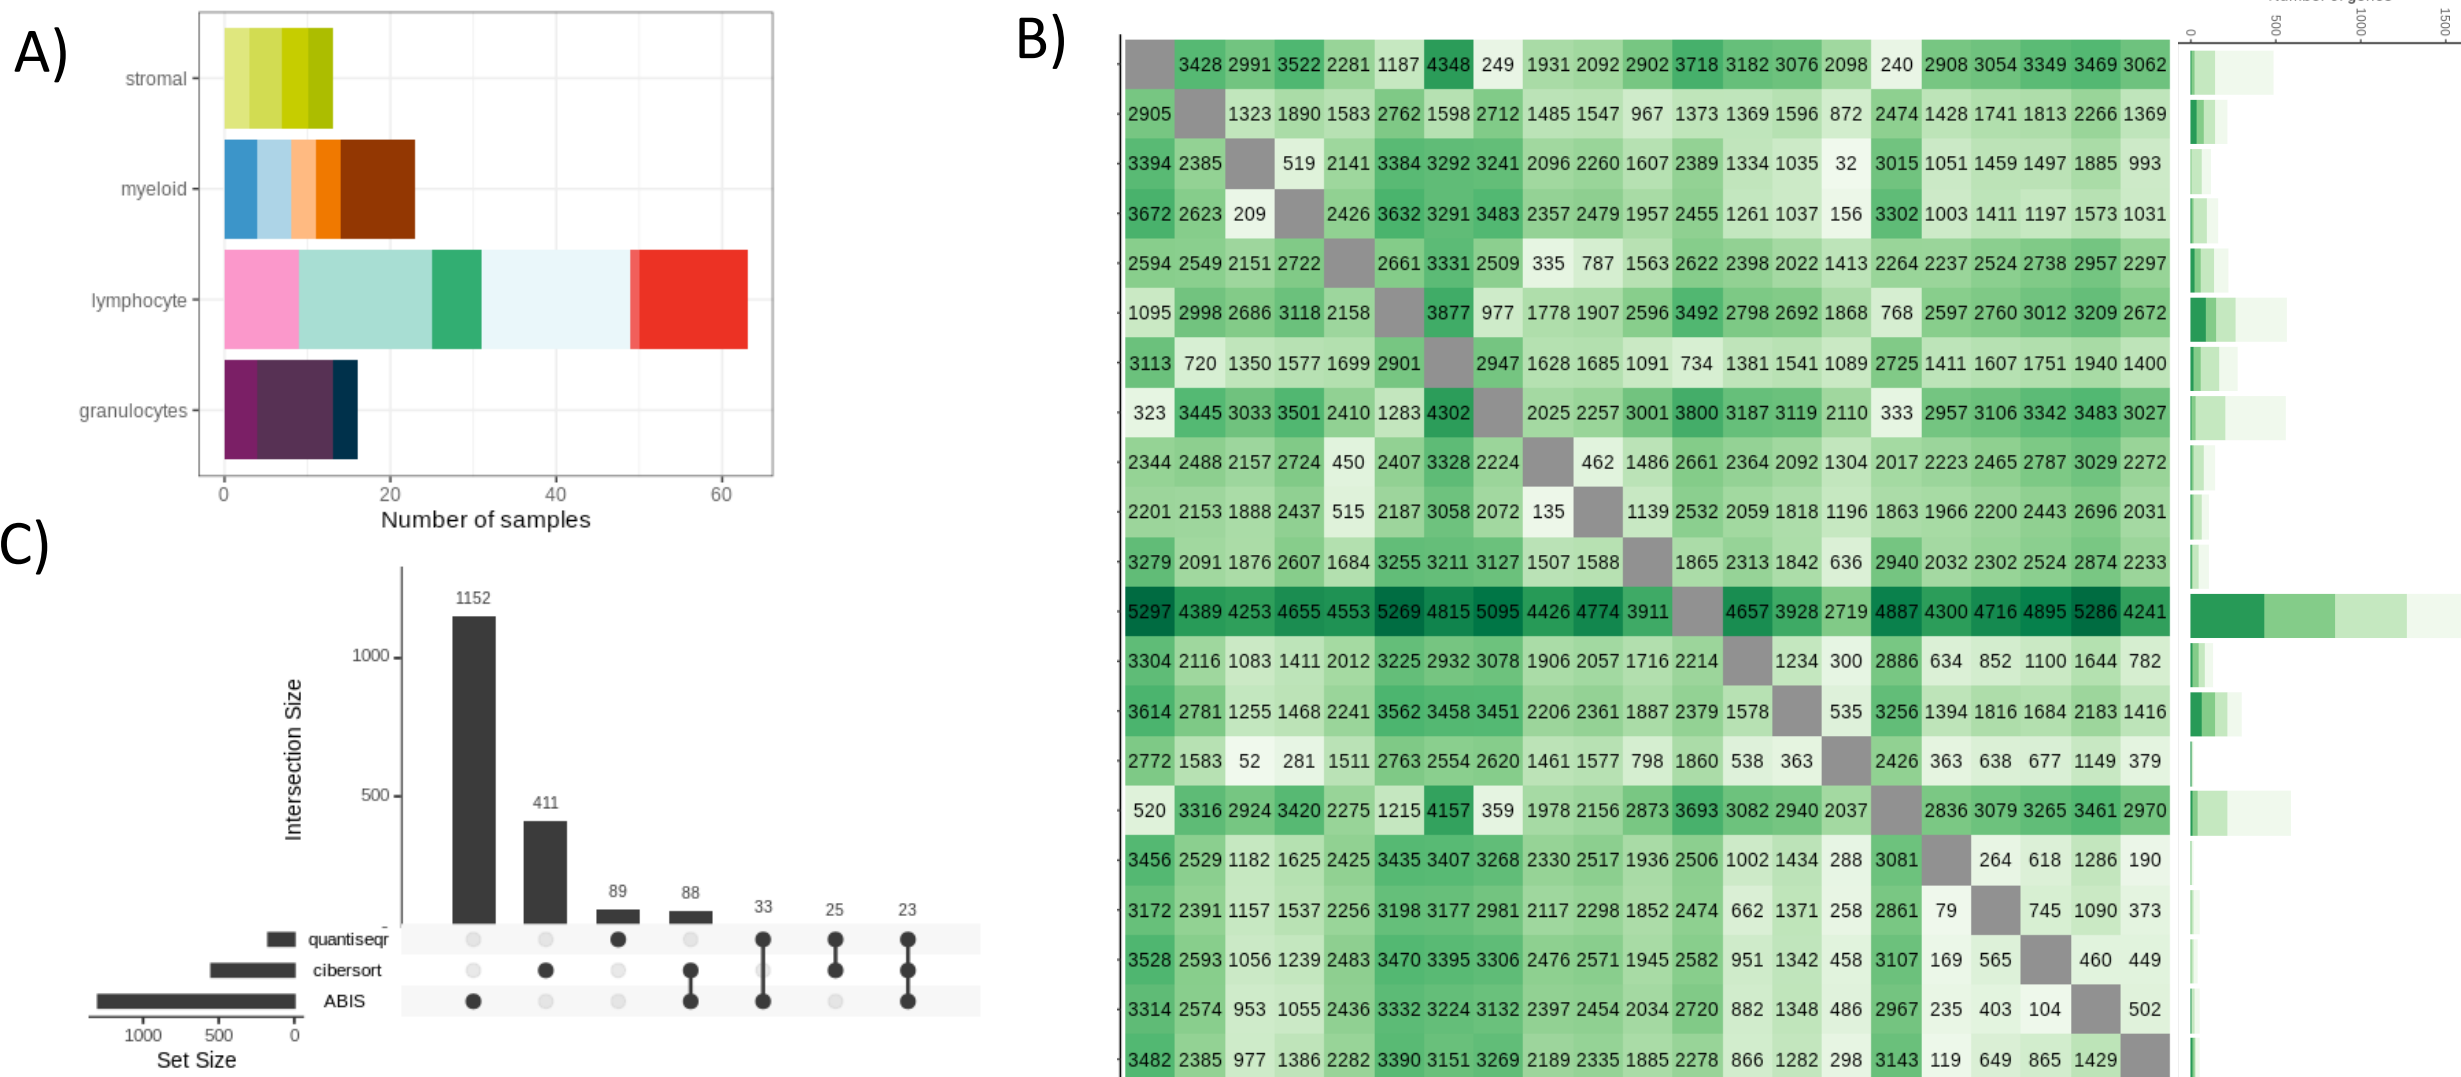 A)
stromal
myeloid
lymphocyte
granulocytes
0 20 40 60
Number of samples
B)
0 500 1000 1500
3428 2991 3522 2281 1187 4348 249 1931 2092 2902 3718 3182 3076 2098 240 2908 3054 3349 3469 3062
2905 1323 1890 1583 2762 1598 2712 1485 1547 967 1373 1369 1596 872 2474 1428 1741 1813 2266 1369
3394 2385 519 2141 3384 3292 3241 2096 2260 1607 2389 1334 1035 32 3015 1051 1459 1497 1885 993
3672 2623 209 2426 3632 3291 3483 2357 2479 1957 2455 1261 1037 156 3302 1003 1411 1197 1573 1031
2594 2549 2151 2722 2661 3331 2509 335 787 1563 2622 2398 2022 1413 2264 2237 2524 2738 2957 2297
1095 2998 2686 3118 2158 3877 977 1778 1907 2596 3492 2798 2692 1868 768 2597 2760 3012 3209 2672
3113 720 1350 1577 1699 2901 2947 1628 1685 1091 734 1381 1541 1089 2725 1411 1607 1751 1940 1400
323 3445 3033 3501 2410 1283 4302 2025 2257 3001 3800 3187 3119 2110 333 2957 3106 3342 3483 3027
2344 2488 2157 2724 450 2407 3328 2224 462 1486 2661 2364 2092 1304 2017 2223 2465 2787 3029 2272
2201 2153 1888 2437 515 2187 3058 2072 135 1139 2532 2059 1818 1196 1863 1966 2200 2443 2696 2031
3279 2091 1876 2607 1684 3255 3211 3127 1507 1588 1865 2313 1842 636 2940 2032 2302 2524 2874 2233
5297 4389 4253 4655 4553 5269 4815 5095 4426 4774 3911 4657 3928 2719 4887 4300 4716 4895 5286 4241
3304 2116 1083 1411 2012 3225 2932 3078 1906 2057 1716 2214 1234 300 2886 634 852 1100 1644 782
3614 2781 1255 1468 2241 3562 3458 3451 2206 2361 1887 2379 1578 535 3256 1394 1816 1684 2183 1416
2772 1583 52 281 1511 2763 2554 2620 1461 1577 798 1860 538 363 2426 363 638 677 1149 379
520 3316 2924 3420 2275 1215 4157 359 1978 2156 2873 3693 3082 2940 2037 2836 3079 3265 3461 2970
3456 2529 1182 1625 2425 3435 3407 3268 2330 2517 1936 2506 1002 1434 288 3081 264 618 1286 190
3172 2391 1157 1537 2256 3198 3177 2981 2117 2298 1852 2474 662 1371 258 2861 79 745 1090 373
3528 2593 1056 1239 2483 3470 3395 3306 2476 2571 1945 2582 951 1342 458 3107 169 565 460 449
3314 2574 953 1055 2436 3332 3224 3132 2397 2454 2034 2720 882 1348 486 2967 235 403 104 502
3482 2385 977 1386 2282 3390 3151 3269 2189 2335 1885 2278 866 1282 298 3143 119 649 865 1429
C)
Intersection Size
1000
500
1152
411
89
88
33
25
23
quantiseqr
cibersort
ABIS
1000 500 0
Set Size